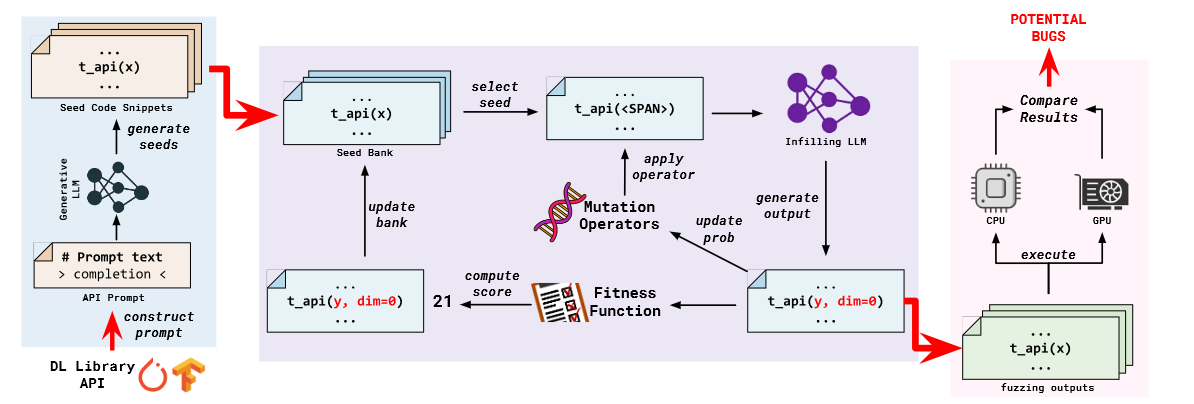 ...
t_api(x)
Seed Code Snippets
generate
seeds
Generative
LLM
# Prompt text
> completion <
API Prompt
construct
prompt
DL Library
API
...
t_api(x)
...
Seed Bank
select
seed
...
t_api(<SPAN>)
...
Infilling LLM
apply
operator
Mutation
Operators
update
bank
update
prob
generate
output
...
t_api(y, dim=0)
...
21
compute
score
Fitness
Function
...
t_api(y, dim=0)
...
POTENTIAL
BUGS
Compare
Results
CPU
GPU
execute
...
t_api(x)
...
fuzzing outputs